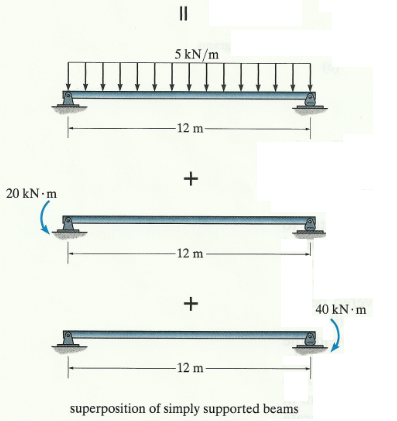 =
5 kN/m
12 m
+
20 kN·m
12 m
+
40 kN·m
12 m
superposition of simply supported beams